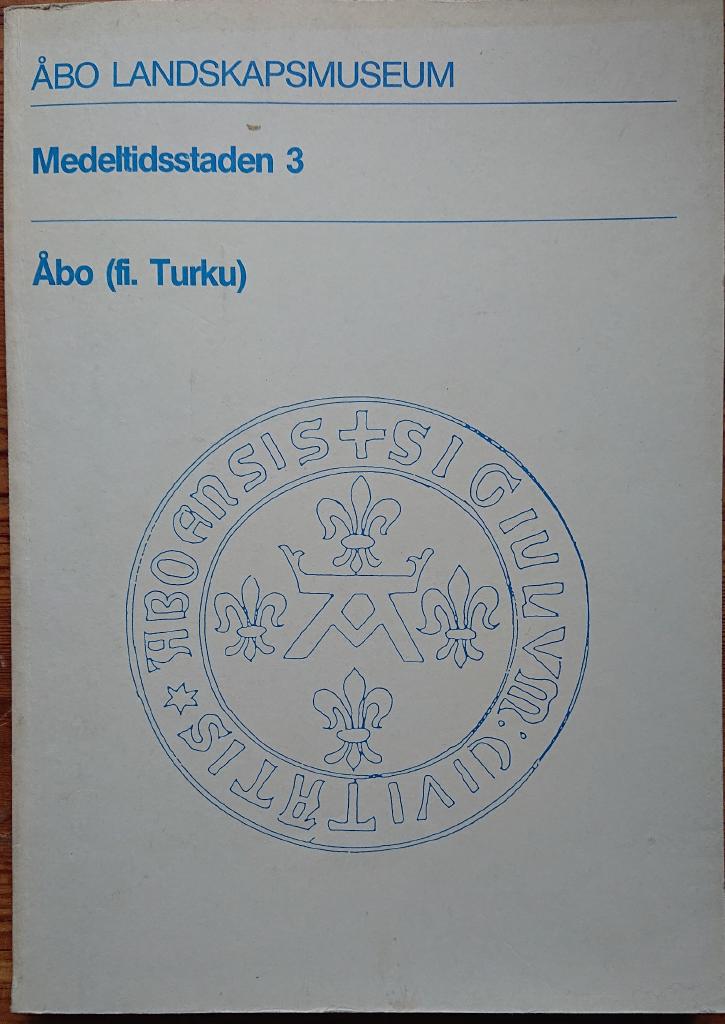 ÅBO LANDSKAPSMUSEUM
Medeltidsstaden 3
Åbo (fi. Turku)
+ SIGILLVM : CIVITATIS ★ ABOENSIS
A